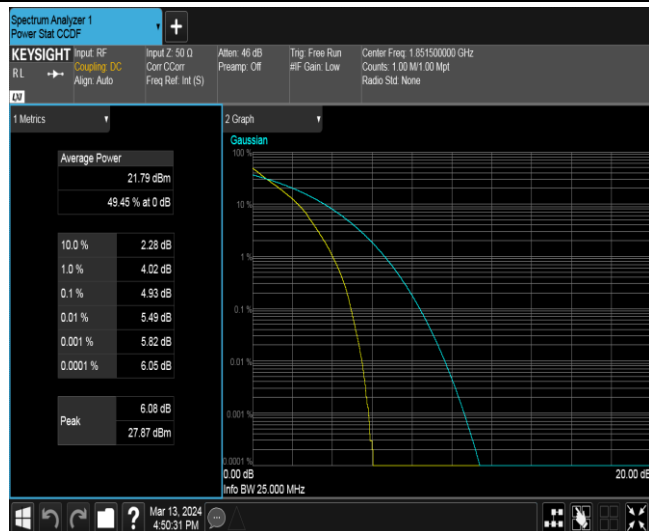 Spectrum Analyzer 1
Power Stat CCDF
+
KEYSIGHT
RL
LXI
Input: RF
Coupling: DC
Align: Auto
Input Z: 50 Ω
Corr CCorr
Freq Ref: Int (S)
Atten: 46 dB
Preamp: Off
Trig: Free Run
#IF Gain: Low
Center Freq: 1.851500000 GHz
Counts: 1.00 M/1.00 Mpt
Radio Std: None
1 Metrics
Average Power
21.79 dBm
49.45 % at 0 dB
10.0 % 2.28 dB
1.0 % 4.02 dB
0.1 % 4.93 dB
0.01 % 5.49 dB
0.001 % 5.82 dB
0.0001 % 6.05 dB
Peak
6.08 dB
27.87 dBm
2 Graph
Gaussian
100 %
10 %
1 %
0.1 %
0.01 %
0.001 %
0.0001 %
0.00 dB 20.00 dB
Info BW 25.000 MHz
?
Mar 13, 2024
4:50:31 PM